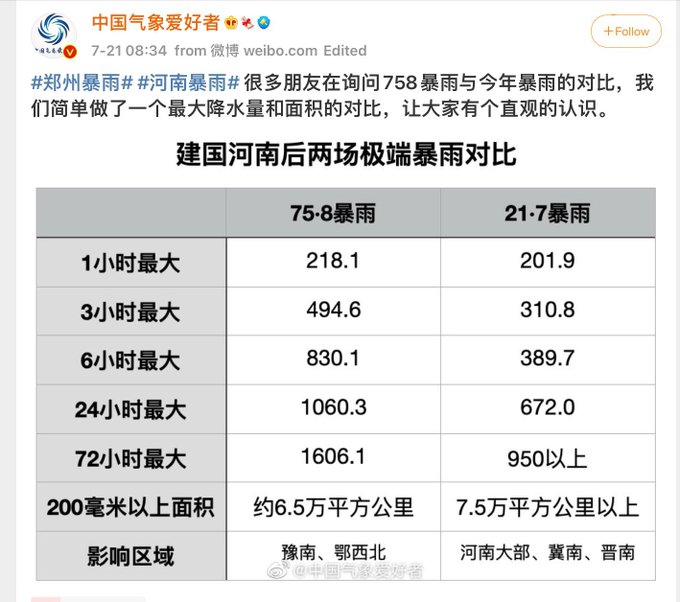 中国气象爱好者
7-21 08:34 from 微博 weibo.com Edited
+Follow
#郑州暴雨# #河南暴雨# 很多朋友在询问758暴雨与今年暴雨的对比，我
们简单做了一个最大降水量和面积的对比，让大家有个直观的认识。
建国河南后两场极端暴雨对比
75·8暴雨 21·7暴雨
1小时最大 218.1 201.9
3小时最大 494.6 310.8
6小时最大 830.1 389.7
24小时最大 1060.3 672.0
72小时最大 1606.1 950以上
200毫米以上面积 约6.5万平方公里 7.5万平方公里以上
影响区域 豫南、鄂西北 河南大部、冀南、晋南
@中国气象爱好者